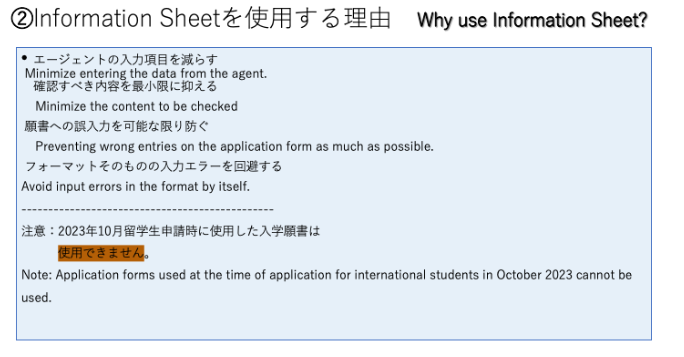 ②Information Sheetを使用する理由 Why use Information Sheet?
• エージェントの入力項目を減らす
Minimize entering the data from the agent.
確認すべき内容を最小限に抑える
Minimize the content to be checked
願書への誤入力を可能な限り防ぐ
Preventing wrong entries on the application form as much as possible.
フォーマットそのものの入力エラーを回避する
Avoid input errors in the format by itself.
-----------------------------------------------
注意：2023年10月留学生申請時に使用した入学願書は
使用できません。
Note: Application forms used at the time of application for international students in October 2023 cannot be
used.